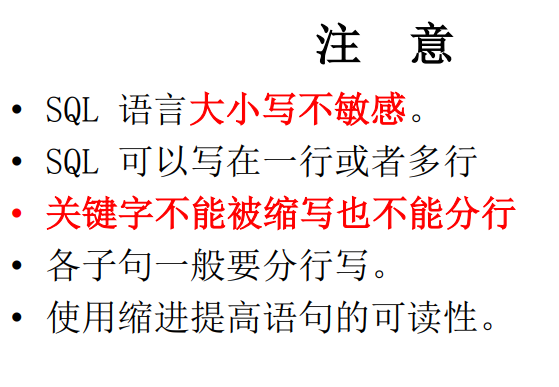 注 意
• SQL 语言大小写不敏感。
• SQL 可以写在一行或者多行
• 关键字不能被缩写也不能分行
• 各子句一般要分行写。
• 使用缩进提高语句的可读性。